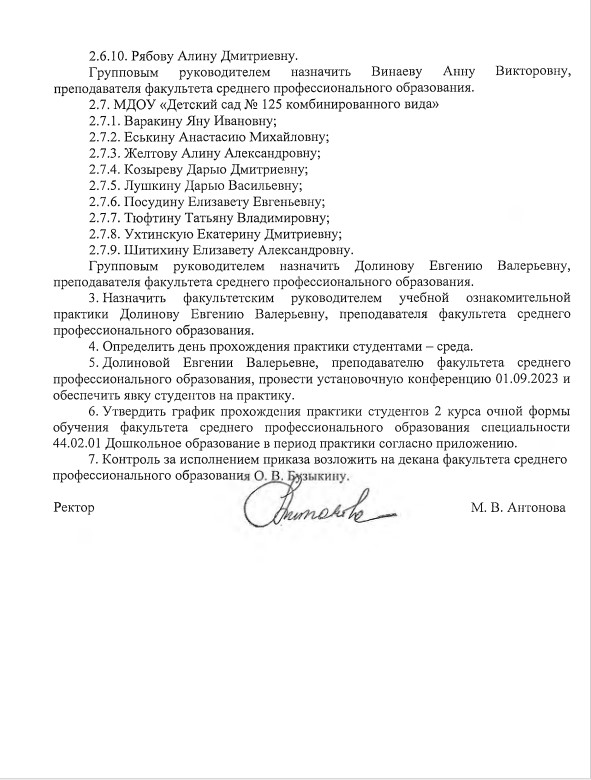 2.6.10. Рябову Алину Дмитриевну.
Групповым руководителем назначить Винаеву Анну Викторовну,
преподавателя факультета среднего профессионального образования.
2.7. МДОУ «Детский сад № 125 комбинированного вида»
2.7.1. Варакину Яну Ивановну;
2.7.2. Еськину Анастасию Михайловну;
2.7.3. Желтову Алину Александровну;
2.7.4. Козыреву Дарью Дмитриевну;
2.7.5. Лушкину Дарью Васильевну;
2.7.6. Посудину Елизавету Евгеньевну;
2.7.7. Тюфтину Татьяну Владимировну;
2.7.8. Ухтинскую Екатерину Дмитриевну;
2.7.9. Шитихину Елизавету Александровну.
Групповым руководителем назначить Долинову Евгению Валерьевну,
преподавателя факультета среднего профессионального образования.
3. Назначить факультетским руководителем учебной ознакомительной
практики Долинову Евгению Валерьевну, преподавателя факультета среднего
профессионального образования.
4. Определить день прохождения практики студентами – среда.
5. Долиновой Евгении Валерьевне, преподавателю факультета среднего
профессионального образования, провести установочную конференцию 01.09.2023 и
обеспечить явку студентов на практику.
6. Утвердить график прохождения практики студентов 2 курса очной формы
обучения факультета среднего профессионального образования специальности
44.02.01 Дошкольное образование в период практики согласно приложению.
7. Контроль за исполнением приказа возложить на декана факультета среднего
профессионального образования О. В. Бузыкину.
Ректор М. В. Антонова